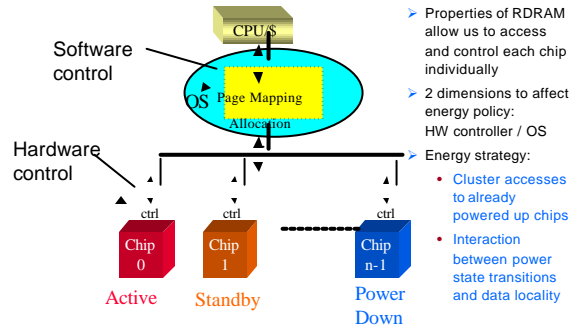 CPU/$
Software
control
OS
Page Mapping
Allocation
Hardware
control
ctrl
ctrl
ctrl
Chip
0
Chip
1
Chip
n-1
Active
Standby
Power
Down
Properties of RDRAM
allow us to access
and control each chip
individually
2 dimensions to affect
energy policy:
HW controller / OS
Energy strategy:
Cluster accesses
to already
powered up chips
Interaction
between power
state transitions
and data locality